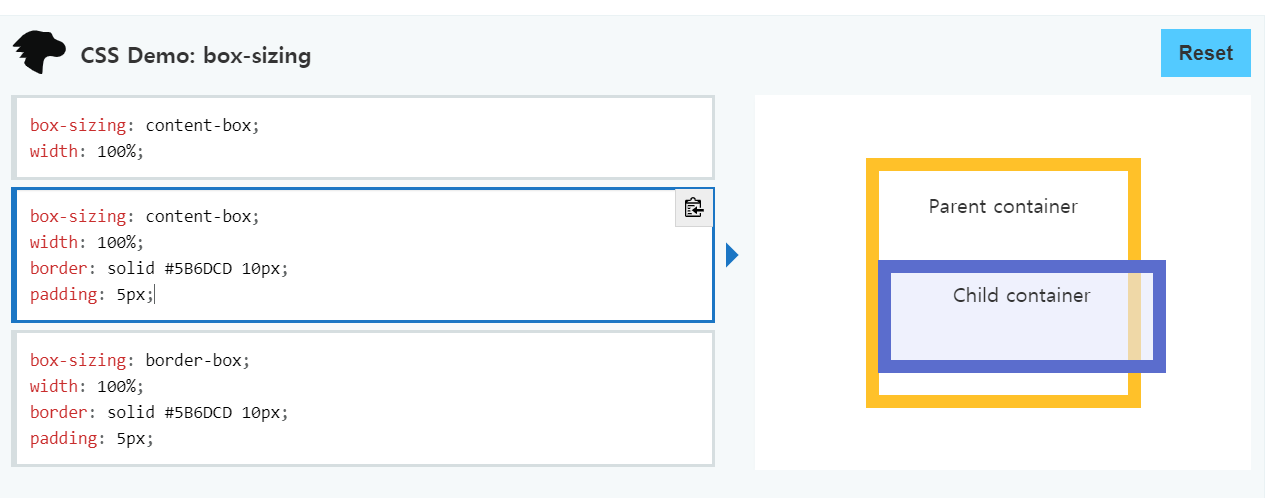 CSS Demo: box-sizing
Reset
box-sizing: content-box;
width: 100%;
box-sizing: content-box;
width: 100%;
border: solid #5B6DCD 10px;
padding: 5px;
box-sizing: border-box;
width: 100%;
border: solid #5B6DCD 10px;
padding: 5px;
Parent container
Child container